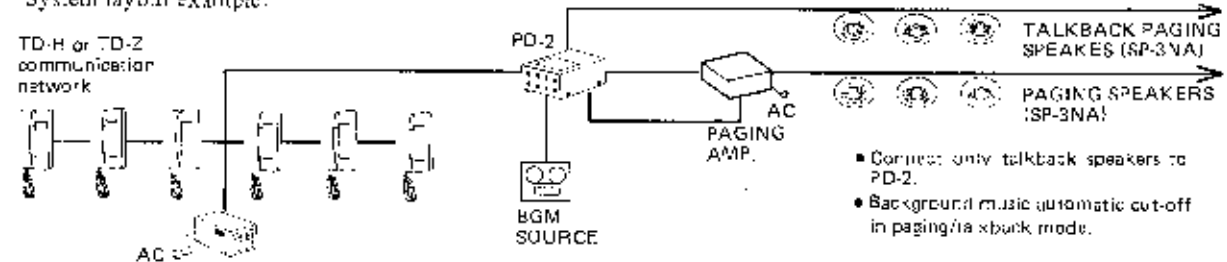 System layout example:
TD-H or TD-Z
communication
network
PD-2
TALKBACK PAGING
SPEAKES (SP-3NA)
PAGING SPEAKERS
(SP-3NA)
AC
PAGING
AMP.
BGM
SOURCE
AC
• Connect only talkback speakers to
PD-2.
• Background music automatic cut-off
in paging/talkback mode.